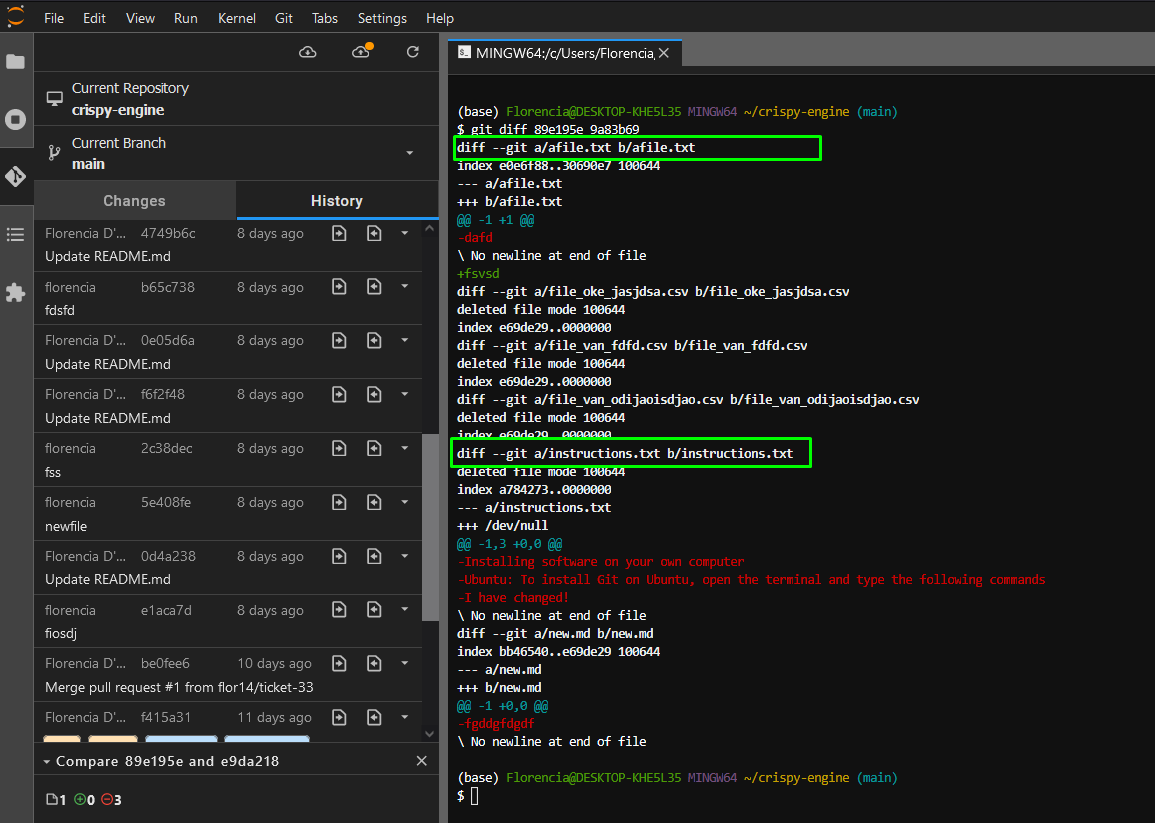 File Edit View Run Kernel Git Tabs Settings Help
Current Repository
crispy-engine
Current Branch
main
Changes History
Florencia D'... 4749b6c 8 days ago
Update README.md
florencia b65c738 8 days ago
fdsfd
Florencia D'... 0e05d6a 8 days ago
Update README.md
Florencia D'... f6f2f48 8 days ago
Update README.md
florencia 2c38dec 8 days ago
fss
florencia 5e408fe 8 days ago
newfile
Florencia D'... 0d4a238 8 days ago
Update README.md
florencia e1aca7d 8 days ago
fiosdj
Florencia D'... be0fee6 10 days ago
Merge pull request #1 from flor14/ticket-33
Florencia D'... f415a31 11 days ago
Compare 89e195e and e9da218
1 0 3
MINGW64:/c/Users/Florencia,
(base) Florencia@DESKTOP-KHE5L35 MINGW64 ~/crispy-engine (main)
$ git diff 89e195e 9a83b69
diff --git a/afile.txt b/afile.txt
index e0e6f88..30690e7 100644
--- a/afile.txt
+++ b/afile.txt
@@ -1 +1 @@
-dafd
\ No newline at end of file
+fsvsd
diff --git a/file_oke_jasjdsa.csv b/file_oke_jasjdsa.csv
deleted file mode 100644
index e69de29..0000000
diff --git a/file_van_fdfd.csv b/file_van_fdfd.csv
deleted file mode 100644
index e69de29..0000000
diff --git a/file_van_odijaoisdjao.csv b/file_van_odijaoisdjao.csv
deleted file mode 100644
index e69de29..0000000
diff --git a/instructions.txt b/instructions.txt
deleted file mode 100644
index a784273..0000000
--- a/instructions.txt
+++ /dev/null
@@ -1,3 +0,0 @@
-Installing software on your own computer
-Ubuntu: To install Git on Ubuntu, open the terminal and type the following commands
-I have changed!
\ No newline at end of file
diff --git a/new.md b/new.md
index bb46540..e69de29 100644
--- a/new.md
+++ b/new.md
@@ -1 +0,0 @@
-fgddgfdgdf
\ No newline at end of file
(base) Florencia@DESKTOP-KHE5L35 MINGW64 ~/crispy-engine (main)
$